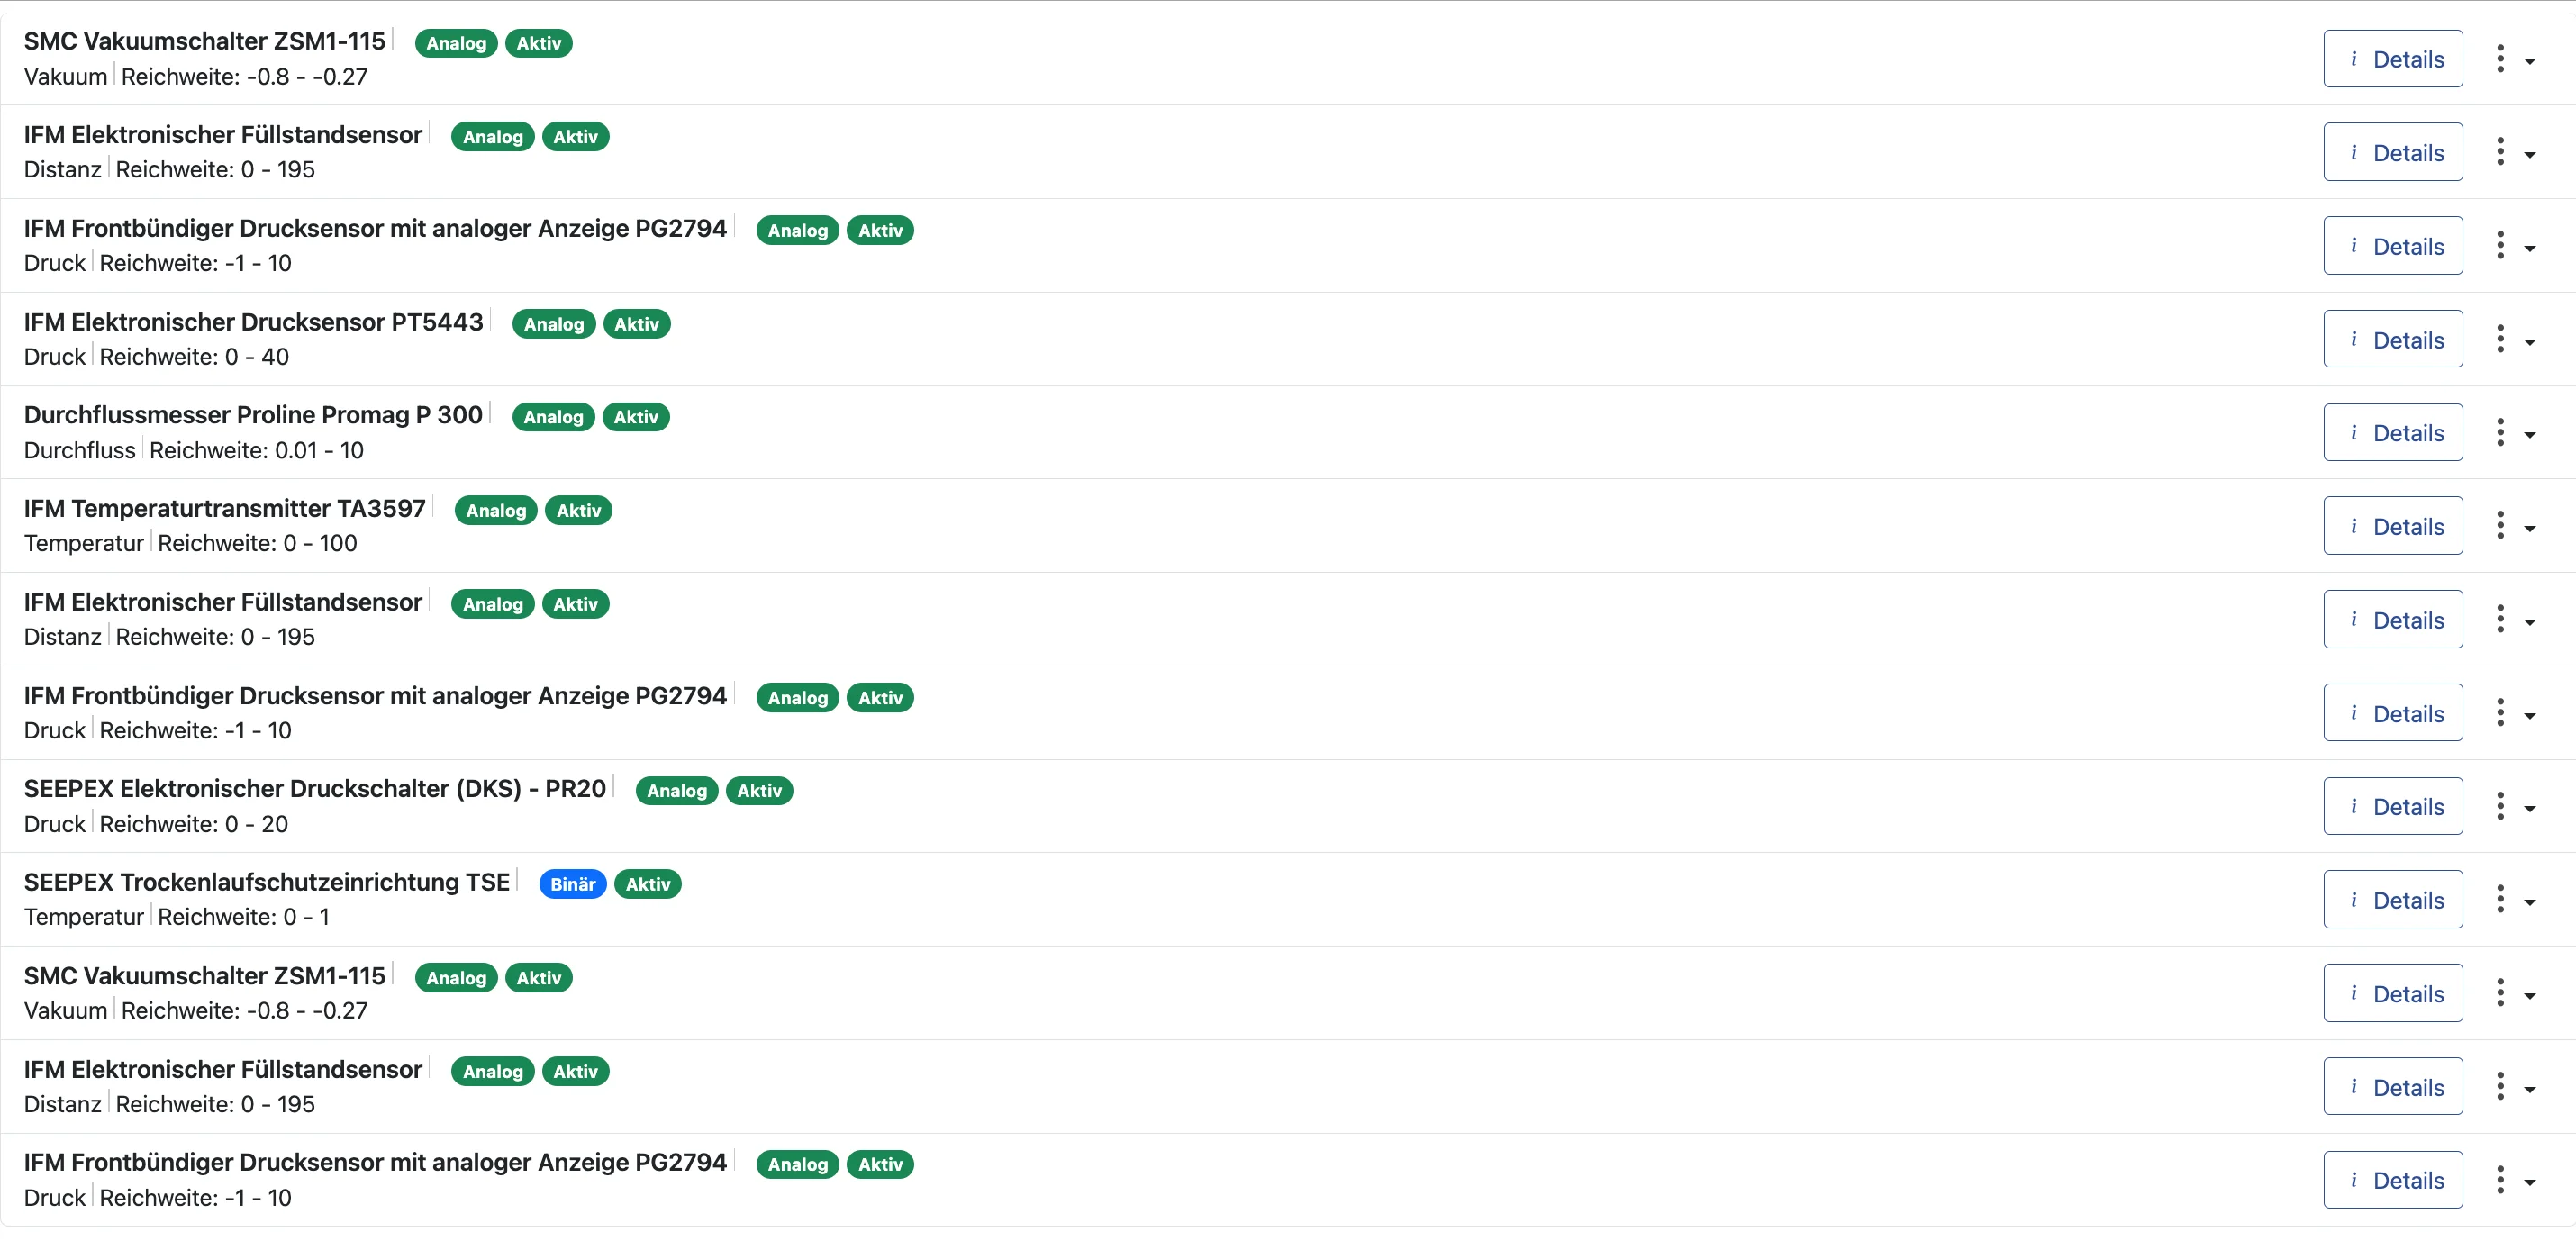 SMC Vakuumschalter ZSM1-115 Analog Aktiv
Vakuum Reichweite: -0.8 - -0.27
i Details
IFM Elektronischer Füllstandsensor Analog Aktiv
Distanz Reichweite: 0 - 195
i Details
IFM Frontbündiger Drucksensor mit analoger Anzeige PG2794 Analog Aktiv
Druck Reichweite: -1 - 10
i Details
IFM Elektronischer Drucksensor PT5443 Analog Aktiv
Druck Reichweite: 0 - 40
i Details
Durchflussmesser Proline Promag P 300 Analog Aktiv
Durchfluss Reichweite: 0.01 - 10
i Details
IFM Temperaturtransmitter TA3597 Analog Aktiv
Temperatur Reichweite: 0 - 100
i Details
IFM Elektronischer Füllstandsensor Analog Aktiv
Distanz Reichweite: 0 - 195
i Details
IFM Frontbündiger Drucksensor mit analoger Anzeige PG2794 Analog Aktiv
Druck Reichweite: -1 - 10
i Details
SEEPEX Elektronischer Druckschalter (DKS) - PR20 Analog Aktiv
Druck Reichweite: 0 - 20
i Details
SEEPEX Trockenlaufschutzeinrichtung TSE Binär Aktiv
Temperatur Reichweite: 0 - 1
i Details
SMC Vakuumschalter ZSM1-115 Analog Aktiv
Vakuum Reichweite: -0.8 - -0.27
i Details
IFM Elektronischer Füllstandsensor Analog Aktiv
Distanz Reichweite: 0 - 195
i Details
IFM Frontbündiger Drucksensor mit analoger Anzeige PG2794 Analog Aktiv
Druck Reichweite: -1 - 10
i Details